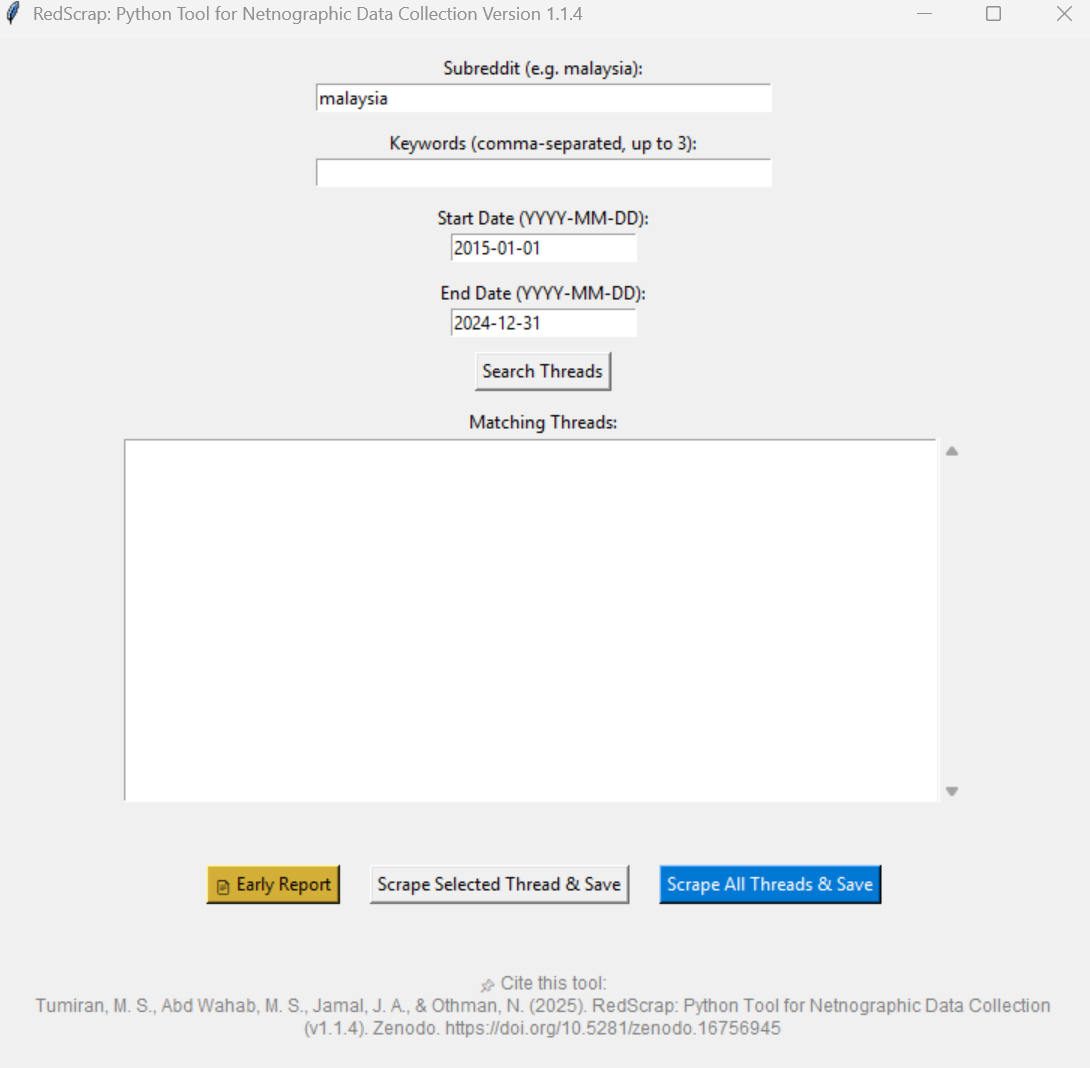 RedScrap: Python Tool for Netnographic Data Collection Version 1.1.4
Subreddit (e.g. malaysia):
malaysia
Keywords (comma-separated, up to 3):
Start Date (YYYY-MM-DD):
2015-01-01
End Date (YYYY-MM-DD):
2024-12-31
Search Threads
Matching Threads:
Early Report
Scrape Selected Thread & Save
Scrape All Threads & Save
Cite this tool:
Tumiran, M. S., Abd Wahab, M. S., Jamal, J. A., & Othman, N. (2025). RedScrap: Python Tool for Netnographic Data Collection
(v1.1.4). Zenodo. https://doi.org/10.5281/zenodo.16756945